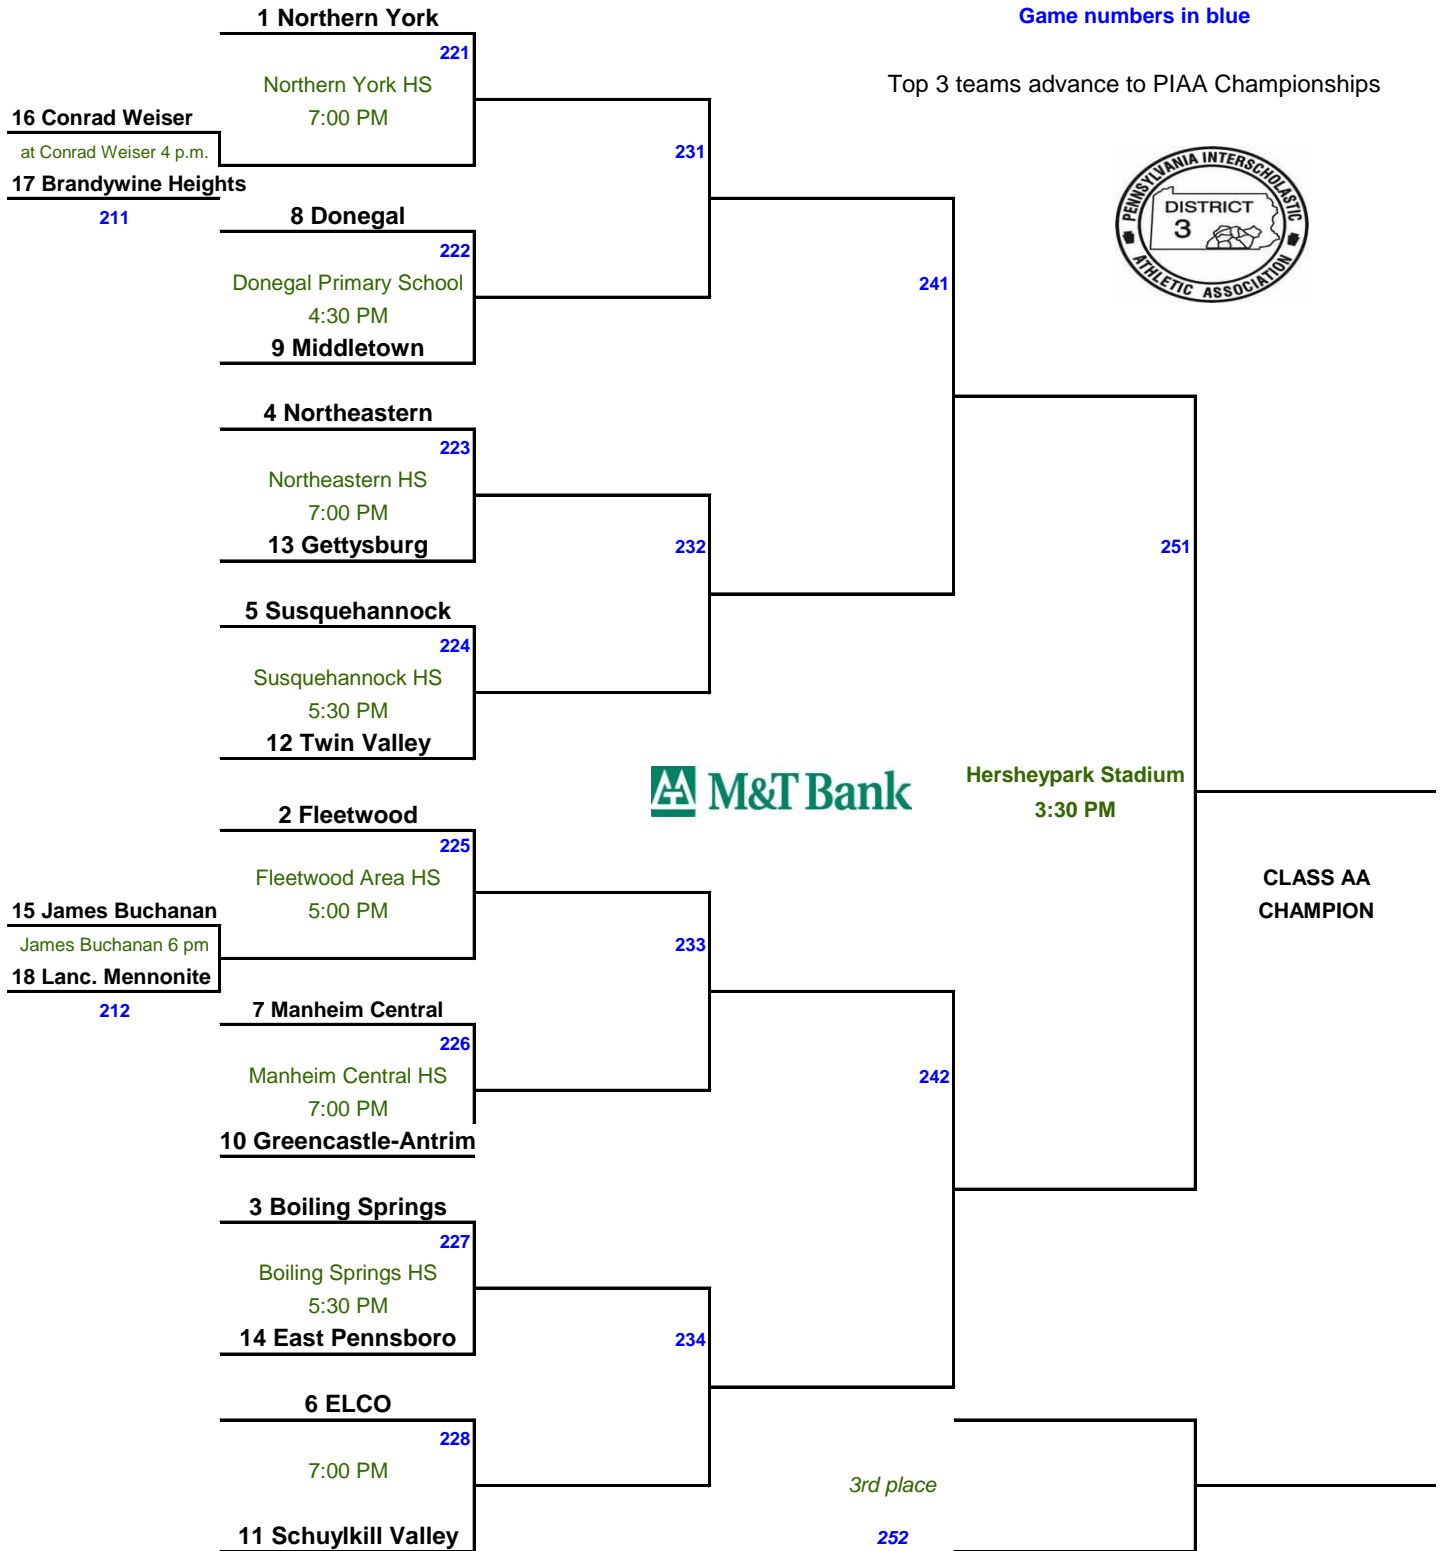 1 Northern York
Game numbers in blue
221
Northern York HS
Top 3 teams advance to PIAA Championships
7:00 PM
16 Conrad Weiser
at Conrad Weiser 4 p.m.
231
17 Brandywine Heights
211
PENNSYLVANIA INTERSCHOLASTIC
DISTRICT
3
ATHLETIC ASSOCIATION
8 Donegal
222
Donegal Primary School
241
4:30 PM
9 Middletown
4 Northeastern
223
Northeastern HS
7:00 PM
13 Gettysburg
232
251
5 Susquehannock
224
Susquehannock HS
5:30 PM
12 Twin Valley
M&T Bank
Hersheypark Stadium
3:30 PM
2 Fleetwood
225
Fleetwood Area HS
CLASS AA
CHAMPION
5:00 PM
15 James Buchanan
James Buchanan 6 pm
233
18 Lanc. Mennonite
212
7 Manheim Central
226
Manheim Central HS
242
7:00 PM
10 Greencastle-Antrim
3 Boiling Springs
227
Boiling Springs HS
5:30 PM
14 East Pennsboro
234
6 ELCO
228
7:00 PM
3rd place
11 Schuylkill Valley
252